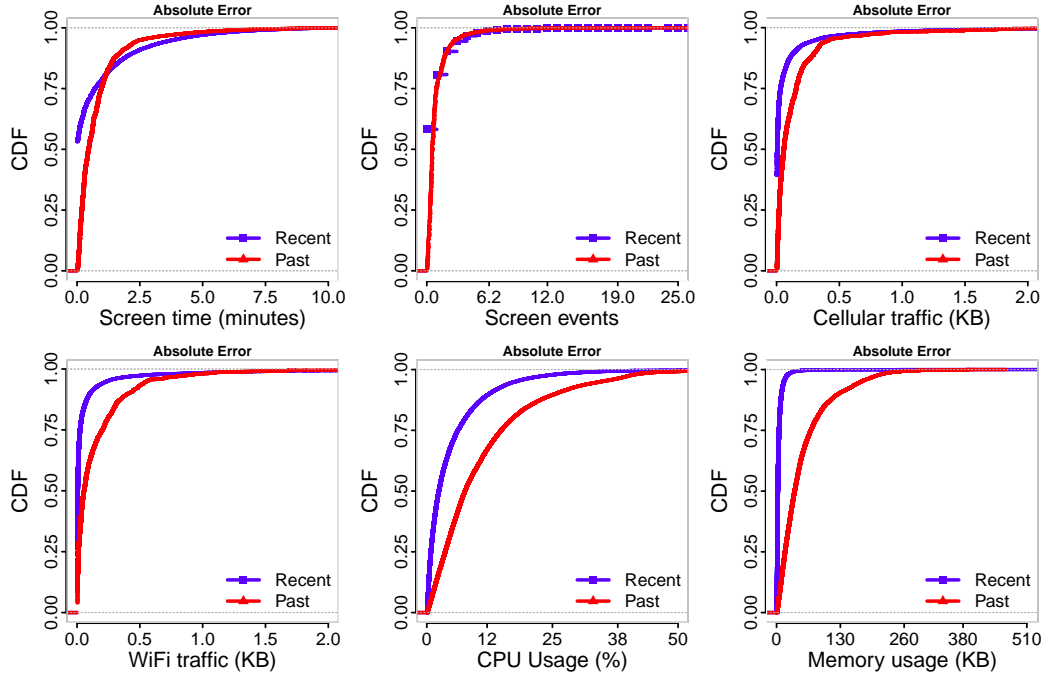 Absolute Error
CDF
0.00 0.25 0.50 0.75 1.00
Recent
Past
0.0 2.5 5.0 7.5 10.0
Screen time (minutes)
Absolute Error
CDF
0.00 0.25 0.50 0.75 1.00
Recent
Past
0.0 6.2 12.0 19.0 25.0
Screen events
Absolute Error
CDF
0.00 0.25 0.50 0.75 1.00
Recent
Past
0.0 0.5 1.2 2.0
Cellular traffic (KB)
Absolute Error
CDF
0.00 0.25 0.50 0.75 1.00
Recent
Past
0.0 0.5 1.2 2.0
WiFi traffic (KB)
Absolute Error
CDF
0.00 0.25 0.50 0.75 1.00
Recent
Past
0 12 25 38 50
CPU Usage (%)
Absolute Error
CDF
0.00 0.25 0.50 0.75 1.00
Recent
Past
0 130 260 380 510
Memory usage (KB)